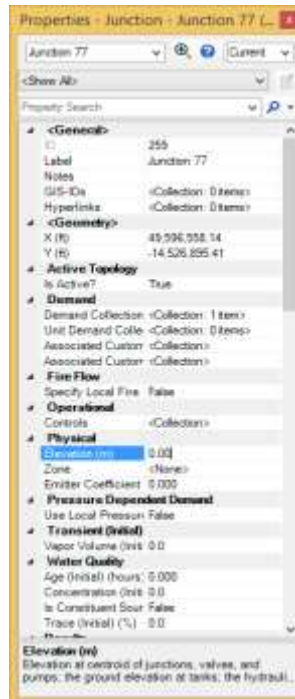 Properties - Junction - Junction 77 (...
Junction 77 Current
<Show All>
Property Search
<General>
ID 255
Label Junction 77
Notes
GIS-IDs <Collection: 0 items>
Hyperlinks <Collection: 0 items>
<Geometry>
X (ft) 49,596,558.14
Y (ft) -14,526,895.41
Active Topology
Is Active? True
Demand
Demand Collection <Collection: 1 item>
Unit Demand Colle <Collection: 0 items>
Associated Custom <Collection>
Associated Custom <Collection>
Fire Flow
Specify Local Fire False
Operational
Controls <Collection>
Physical
Elevation (m) 0.00
Zone <None>
Emitter Coefficient 0.000
Pressure Dependent Demand
Use Local Pressur False
Transient (Initial)
Vapor Volume (Initi 0.0
Water Quality
Age (Initial) (hours) 0.000
Concentration (Initi 0.0
Is Constituent Sour False
Trace (Initial) (%) 0.0
Results
Elevation (m)
Elevation at centroid of junctions, valves, and
pumps; the ground elevation at tanks; the hydrauli...